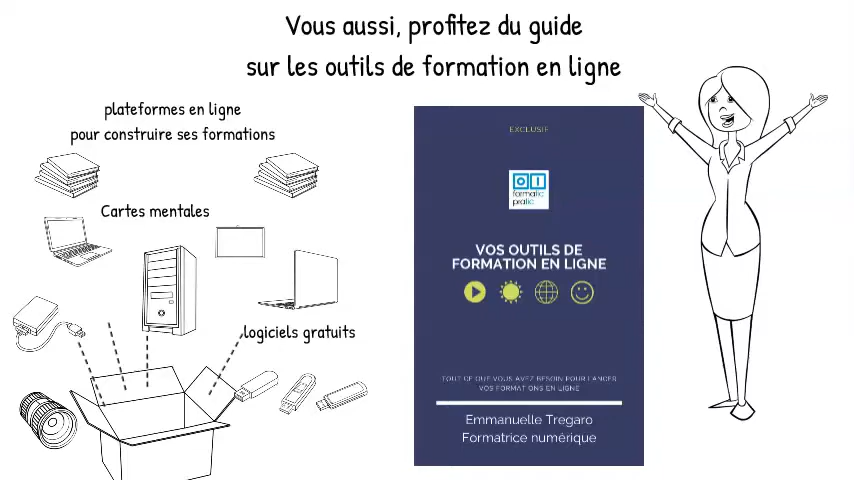 Vous aussi, profitez du guide
sur les outils de formation en ligne
plateformes en ligne
pour construire ses formations
Cartes mentales
logiciels gratuits
EXCLUSIF
formatic
pratic
VOS OUTILS DE
FORMATION EN LIGNE
TOUT CE QUE VOUS AVEZ BESOIN POUR LANCER
VOS FORMATIONS EN LIGNE
Emmanuelle Tregaro
Formatrice numérique